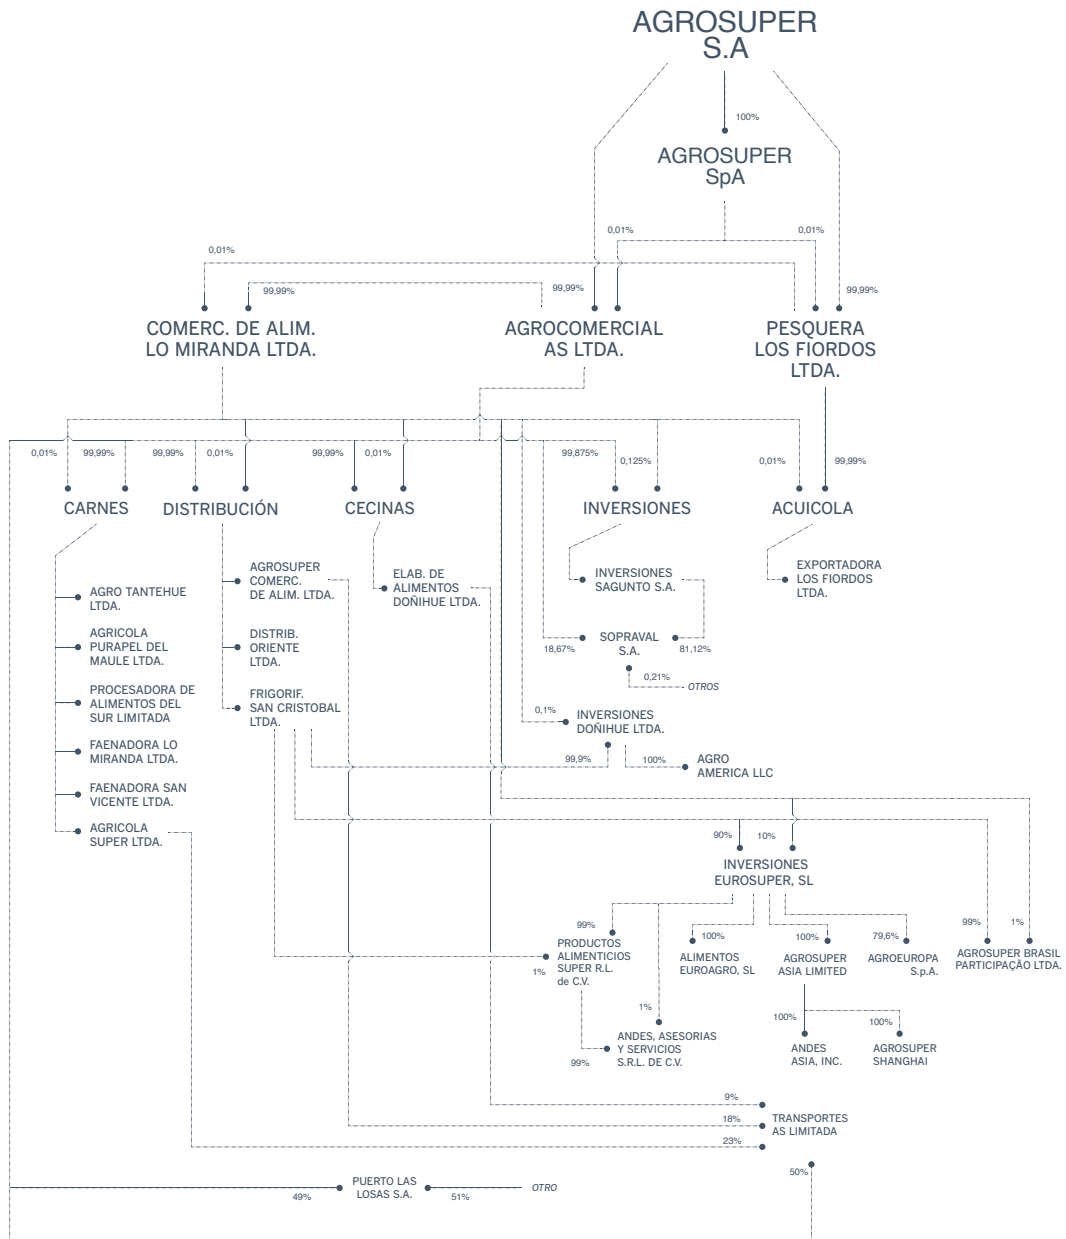 AGROSUPER
S.A
100%
AGROSUPER
SpA
0,01%
0,01%
0,01%
99,99%
99,99%
99,99%
COMERC. DE ALIM.
LO MIRANDA LTDA.
AGROCOMERCIAL
AS LTDA.
PESQUERA
LOS FIORDOS
LTDA.
0,01%
99,99%
99,99%
0,01%
99,99%
0,01%
99,875%
0,125%
0,01%
99,99%
CARNES
DISTRIBUCIÓN
CECINAS
INVERSIONES
ACUICOLA
AGRO TANTEHUE
LTDA.
AGRICOLA
PURAPEL DEL
MAULE LTDA.
PROCESADORA DE
ALIMENTOS DEL
SUR LIMITADA
FAENADORA LO
MIRANDA LTDA.
FAENADORA SAN
VICENTE LTDA.
AGRICOLA
SUPER LTDA.
AGROSUPER
COMERC.
DE ALIM. LTDA.
DISTRIB.
ORIENTE
LTDA.
FRIGORIF.
SAN CRISTOBAL
LTDA.
ELAB. DE
ALIMENTOS
DOÑIHUE LTDA.
INVERSIONES
SAGUNTO S.A.
SOPRAVAL
S.A.
18,67%
81,12%
0,21%
OTROS
EXPORTADORA
LOS FIORDOS
LTDA.
0,1%
INVERSIONES
DOÑIHUE LTDA.
99,9%
100%
AGRO
AMERICA LLC
90%
10%
INVERSIONES
EUROSUPER, SL
99%
PRODUCTOS
ALIMENTICIOS
SUPER R.L.
de C.V.
1%
100%
ALIMENTOS
EUROAGRO, SL
100%
AGROSUPER
ASIA LIMITED
79,6%
AGROEUROPA
S.p.A.
99%
1%
AGROSUPER BRASIL
PARTICIPAÇÃO LTDA.
1%
ANDES, ASESORIAS
Y SERVICIOS
S.R.L. DE C.V.
99%
100%
ANDES
ASIA, INC.
100%
AGROSUPER
SHANGHAI
9%
18%
23%
TRANSPORTES
AS LIMITADA
50%
49%
PUERTO LAS
LOSAS S.A.
51%
OTRO